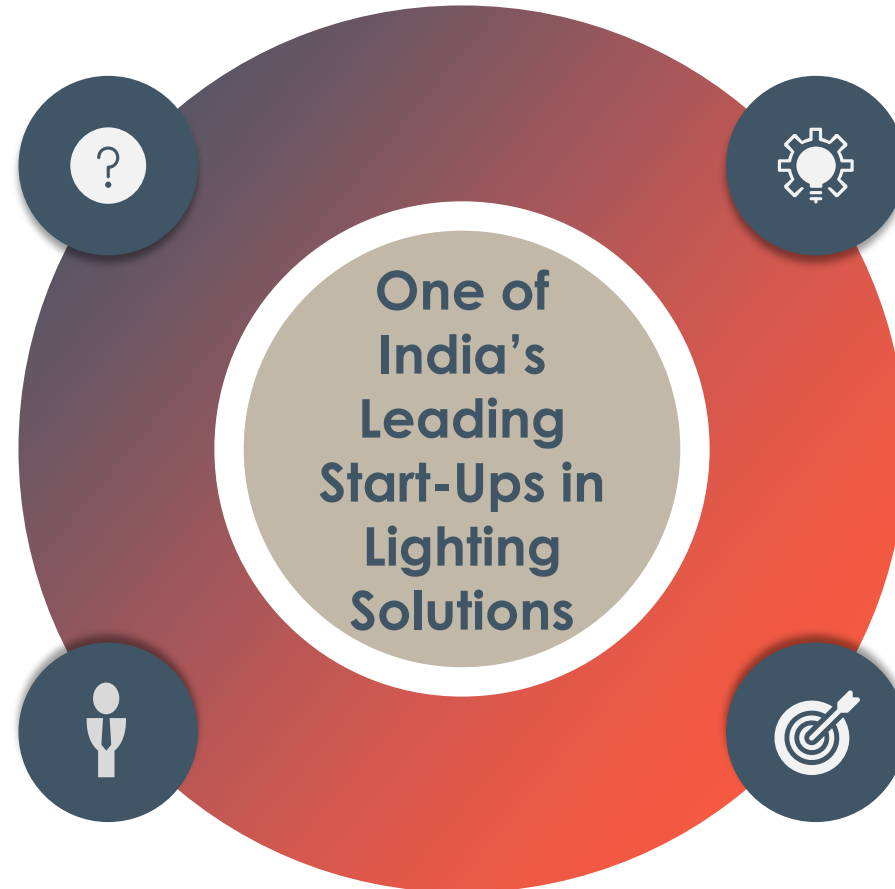 ?
One of
India’s
Leading
Start-Ups in
Lighting
Solutions